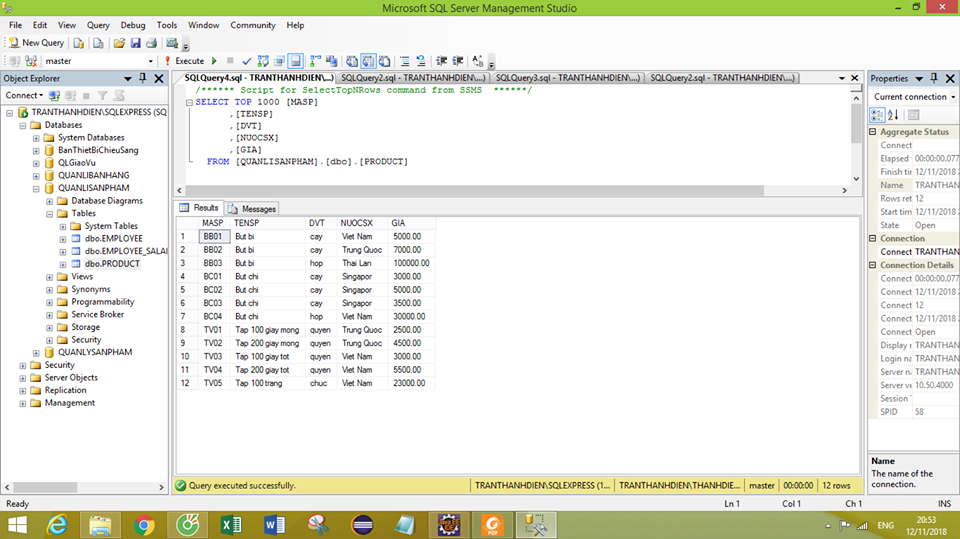 Microsoft SQL Server Management Studio
File Edit View Query Debug Tools Window Community Help
New Query
master Execute
Object Explorer
Connect
TRANTHANHDIEN\SQLEXPRESS (SQ
Databases
System Databases
BanThietBiChieuSang
QLGiaoVu
QUANLIBANHANG
QUANLISANPHAM
Database Diagrams
Tables
System Tables
dbo.EMPLOYEE
dbo.EMPLOYEE_SALA
dbo.PRODUCT
Views
Synonyms
Programmability
Service Broker
Storage
Security
QUANLYSANPHAM
Security
Server Objects
Replication
Management
SQLQuery4.sql - TRANTHANHDIEN\...) SQLQuery2.sql - TRANTHANHDIEN\...) SQLQuery3.sql - TRANTHANHDIEN\...) SQLQuery2.sql - TRANTHANHDIEN\...)
/****** Script for SelectTopNRows command from SSMS ******/
SELECT TOP 1000 [MASP]
,[TENSP]
,[DVT]
,[NUOCSX]
,[GIA]
FROM [QUANLISANPHAM].[dbo].[PRODUCT]
Results Messages
MASP TENSP DVT NUOCSX GIA
1 BB01 But bi cay Viet Nam 5000.00
2 BB02 But bi cay Trung Quoc 7000.00
3 BB03 But bi hop Thai Lan 100000.00
4 BC01 But chi cay Singapor 3000.00
5 BC02 But chi cay Singapor 5000.00
6 BC03 But chi cay Singapor 3500.00
7 BC04 But chi hop Viet Nam 30000.00
8 TV01 Tap 100 giay mong quyen Trung Quoc 2500.00
9 TV02 Tap 200 giay mong quyen Trung Quoc 4500.00
10 TV03 Tap 100 giay tot quyen Viet Nam 3000.00
11 TV04 Tap 200 giay tot quyen Viet Nam 5500.00
12 TV05 Tap 100 trang chuc Viet Nam 23000.00
Query executed successfully. TRANTHANHDIEN\SQLEXPRESS (1... TRANTHANHDIEN\THANHDIE... master 00:00:00 12 rows
Properties
Current connection
Aggregate Status
Connect
Elapsed 00:00:00.077
Finish tir 12/11/2018
Name TRANTHAN
Rows ret 12
Start tim 12/11/2018
State Open
Connection
Connect TRANTHAN
Connection Details
Connect 00:00:00.077
Connect 12/11/2018
Connect 12
Connect 12/11/2018
Connect Open
Display r TRANTHAN
Login na TRANTHAN
Server na TRANTHAN
Server ve 10.50.4000
Session
SPID 58
Name
The name of the
connection.
Ready Ln 1 Col 1 Ch 1 INS
ENG
20:53
12/11/2018